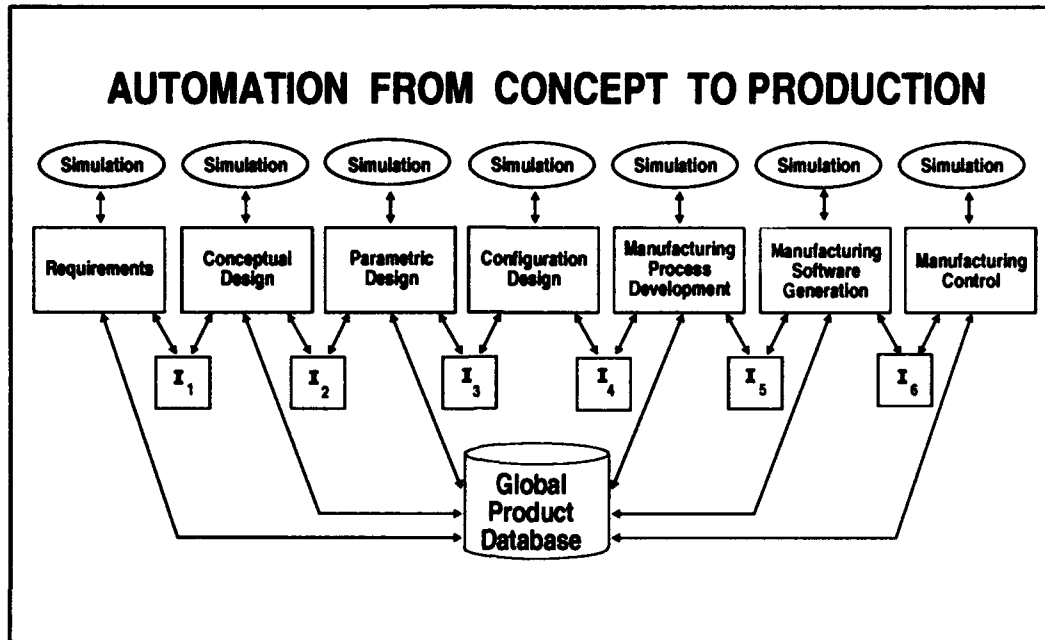 AUTOMATION FROM CONCEPT TO PRODUCTION
Simulation
Simulation
Simulation
Simulation
Simulation
Simulation
Simulation
Requirements
Conceptual
Design
Parametric
Design
Configuration
Design
Manufacturing
Process
Development
Manufacturing
Software
Generation
Manufacturing
Control
I1
I2
I3
I4
I5
I6
Global
Product
Database